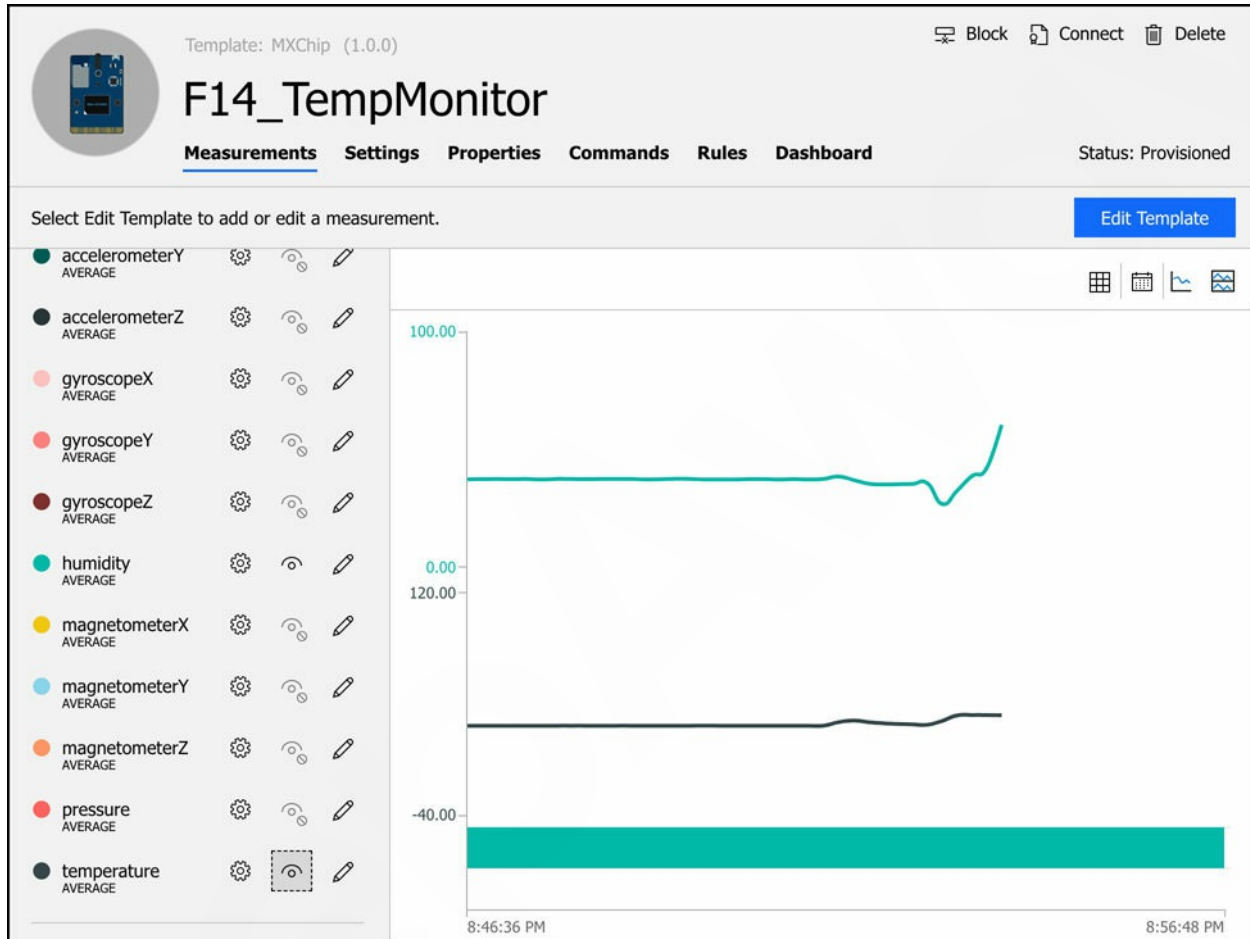 Template: MXChip (1.0.0)
Block Connect Delete
F14_TempMonitor
Measurements Settings Properties Commands Rules Dashboard
Status: Provisioned
Select Edit Template to add or edit a measurement.
Edit Template
accelerometerY
AVERAGE
accelerometerZ
AVERAGE
gyroscopeX
AVERAGE
gyroscopeY
AVERAGE
gyroscopeZ
AVERAGE
humidity
AVERAGE
magnetometerX
AVERAGE
magnetometerY
AVERAGE
magnetometerZ
AVERAGE
pressure
AVERAGE
temperature
AVERAGE
100.00
0.00
120.00
-40.00
8:46:36 PM
8:56:48 PM